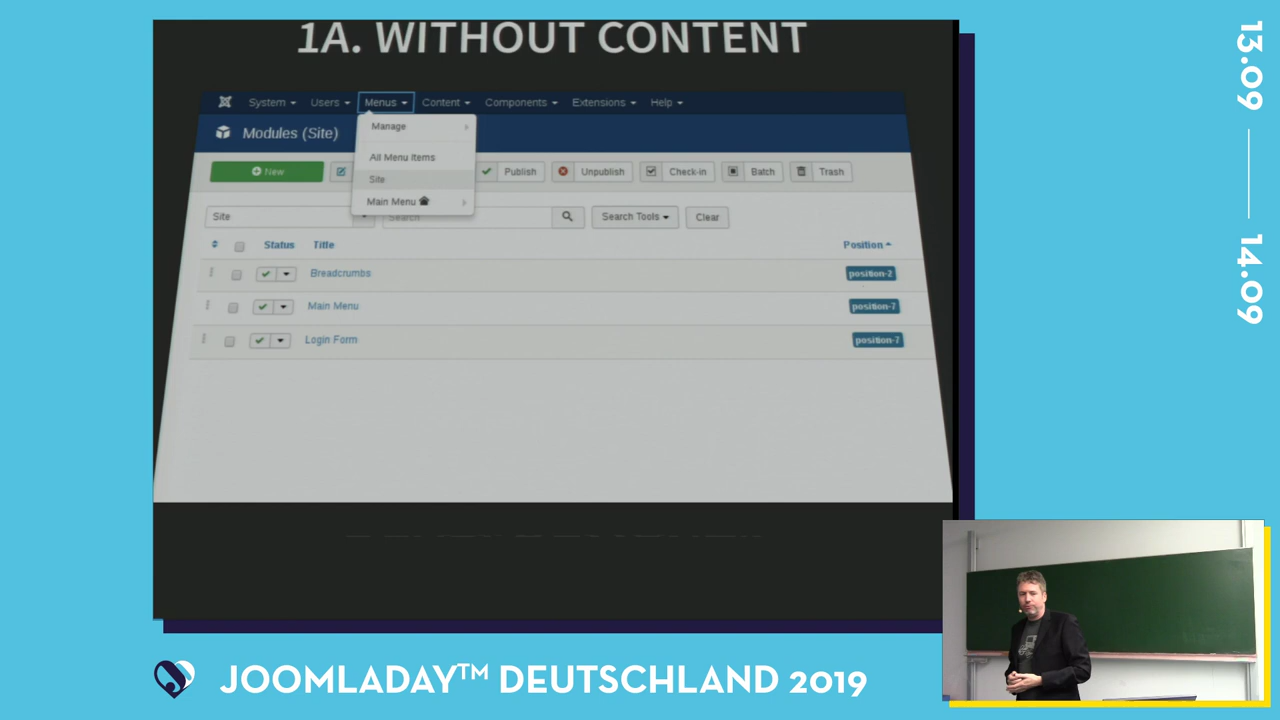 1A. WITHOUT CONTENT
System Users Menus Content Components Extensions Help
Modules (Site)
Manage
All Menu Items
Site
Main Menu
New Publish Unpublish Check-in Batch Trash
Site Search Search Tools Clear
Status Title Position
Breadcrumbs position-2
Main Menu position-7
Login Form position-7
JOOMLADAY™ DEUTSCHLAND 2019
13.09
14.09